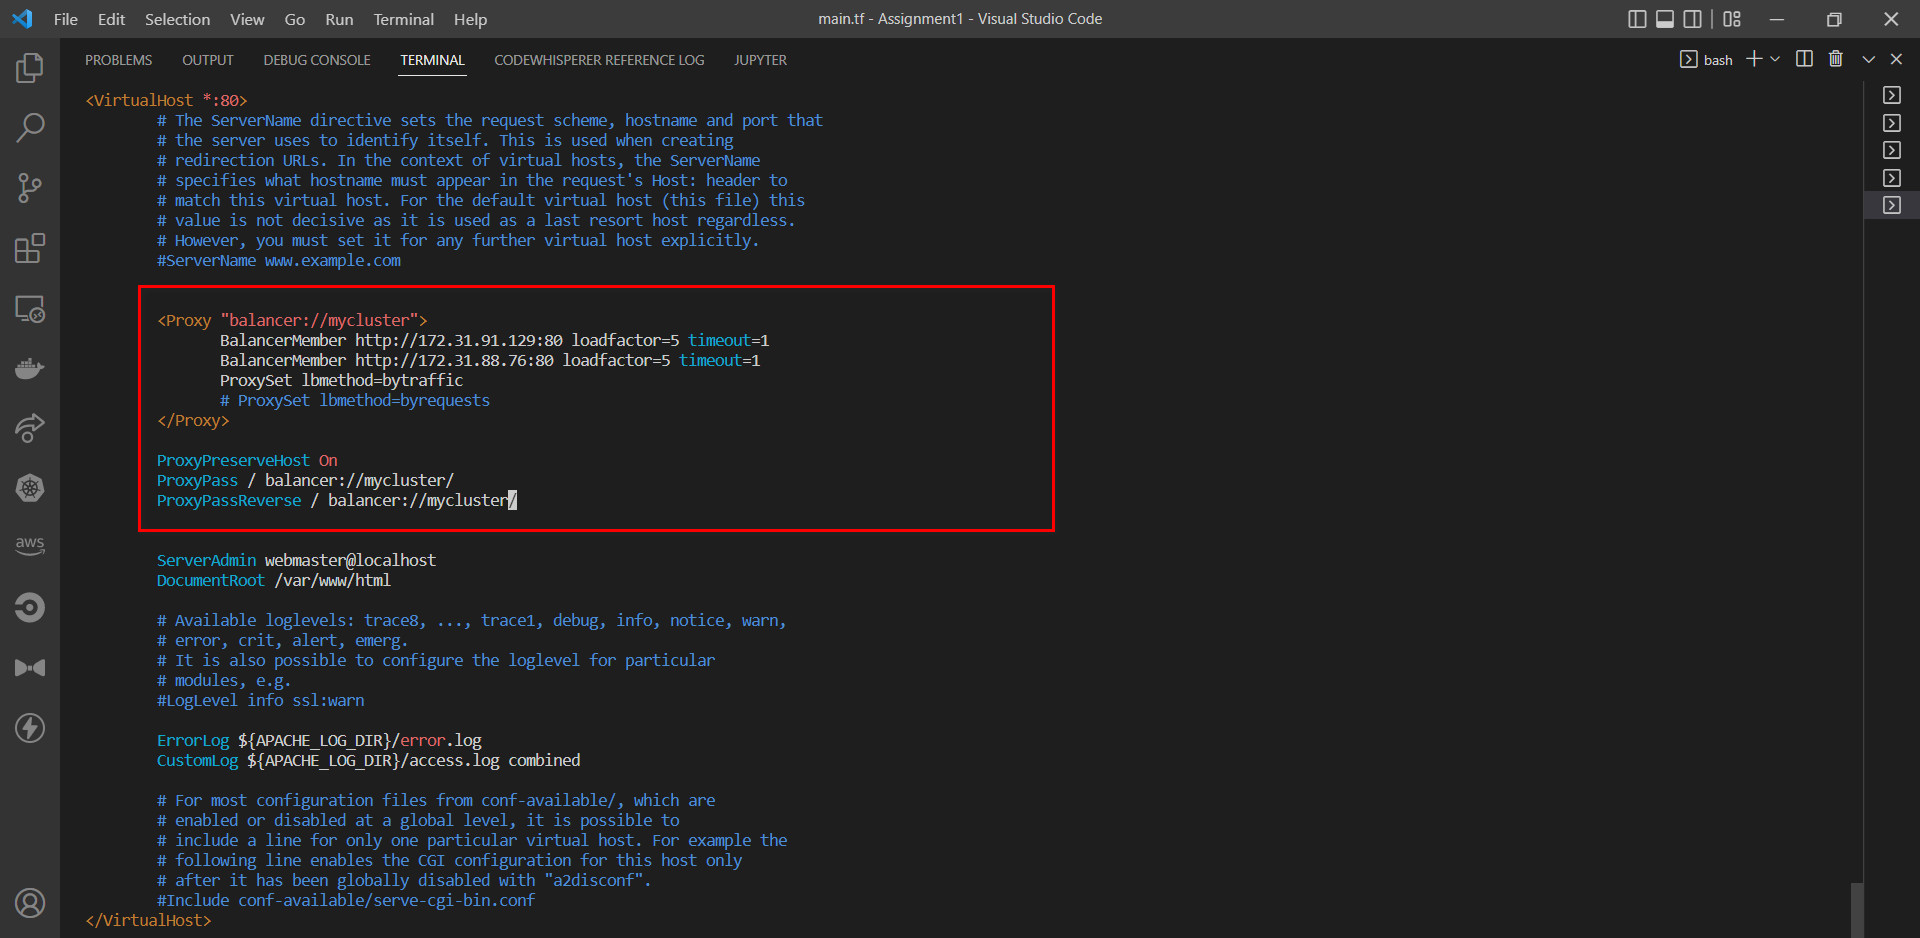 File Edit Selection View Go Run Terminal Help
main.tf - Assignment1 - Visual Studio Code
PROBLEMS OUTPUT DEBUG CONSOLE TERMINAL CODEWHISPERER REFERENCE LOG JUPYTER
bash
<VirtualHost *:80>
# The ServerName directive sets the request scheme, hostname and port that
# the server uses to identify itself. This is used when creating
# redirection URLs. In the context of virtual hosts, the ServerName
# specifies what hostname must appear in the request's Host: header to
# match this virtual host. For the default virtual host (this file) this
# value is not decisive as it is used as a last resort host regardless.
# However, you must set it for any further virtual host explicitly.
#ServerName www.example.com
<Proxy "balancer://mycluster">
BalancerMember http://172.31.91.129:80 loadfactor=5 timeout=1
BalancerMember http://172.31.88.76:80 loadfactor=5 timeout=1
ProxySet lbmethod=bytraffic
# ProxySet lbmethod=byrequests
</Proxy>
ProxyPreserveHost On
ProxyPass / balancer://mycluster/
ProxyPassReverse / balancer://mycluster/
ServerAdmin webmaster@localhost
DocumentRoot /var/www/html
# Available loglevels: trace8, ..., trace1, debug, info, notice, warn,
# error, crit, alert, emerg.
# It is also possible to configure the loglevel for particular
# modules, e.g.
#LogLevel info ssl:warn
ErrorLog ${APACHE_LOG_DIR}/error.log
CustomLog ${APACHE_LOG_DIR}/access.log combined
# For most configuration files from conf-available/, which are
# enabled or disabled at a global level, it is possible to
# include a line for only one particular virtual host. For example the
# following line enables the CGI configuration for this host only
# after it has been globally disabled with "a2disconf".
#Include conf-available/serve-cgi-bin.conf
</VirtualHost>
aws